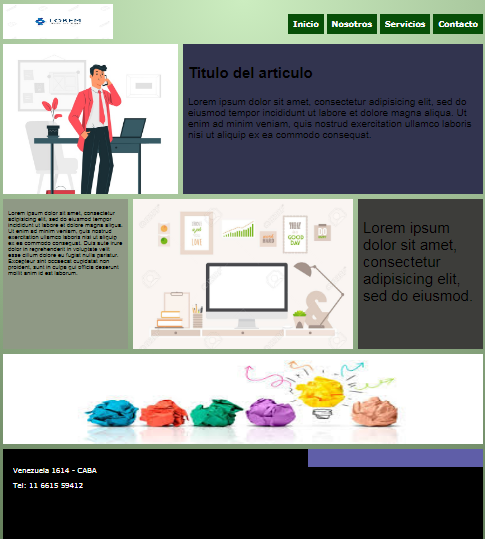 LOREM
Inicio Nosotros Servicios Contacto
Titulo del articulo
Lorem ipsum dolor sit amet, consectetur adipisicing elit, sed do
eiusmod tempor incididunt ut labore et dolore magna aliqua. Ut
enim ad minim veniam, quis nostrud exercitation ullamco laboris
nisi ut aliquip ex ea commodo consequat.
Lorem ipsum dolor sit amet, consectetur
adipisicing elit, sed do eiusmod tempor
incididunt ut labore et dolore magna aliqua.
Ut enim ad minim veniam, quis nostrud
exercitation ullamco laboris nisi ut aliquip
ex ea commodo consequat. Duis aute irure
dolor in reprehenderit in voluptate velit
esse cillum dolore eu fugiat nulla pariatur.
Excepteur sint occaecat cupidatat non
proident, sunt in culpa qui officia deserunt
mollit anim id est laborum.
GOOD
DAY
Lorem ipsum
dolor sit amet,
consectetur
adipisicing elit,
sed do eiusmod.
Venezuela 1614 - CABA
Tel: 11 6615 59412